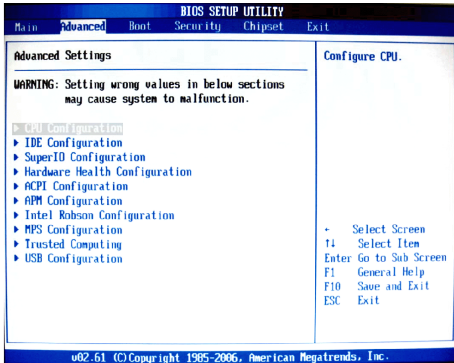 BIOS SETUP UTILITY
Main Advanced Boot Security Chipset Exit
Advanced Settings
WARNING: Setting wrong values in below sections
may cause system to malfunction.
CPU Configuration
IDE Configuration
SuperIO Configuration
Hardware Health Configuration
ACPI Configuration
APM Configuration
Intel Robson Configuration
MPS Configuration
Trusted Computing
USB Configuration
Configure CPU.
← Select Screen
↑↓ Select Item
Enter Go to Sub Screen
F1 General Help
F10 Save and Exit
ESC Exit
v02.61 (C)Copyright 1985-2006, American Megatrends, Inc.